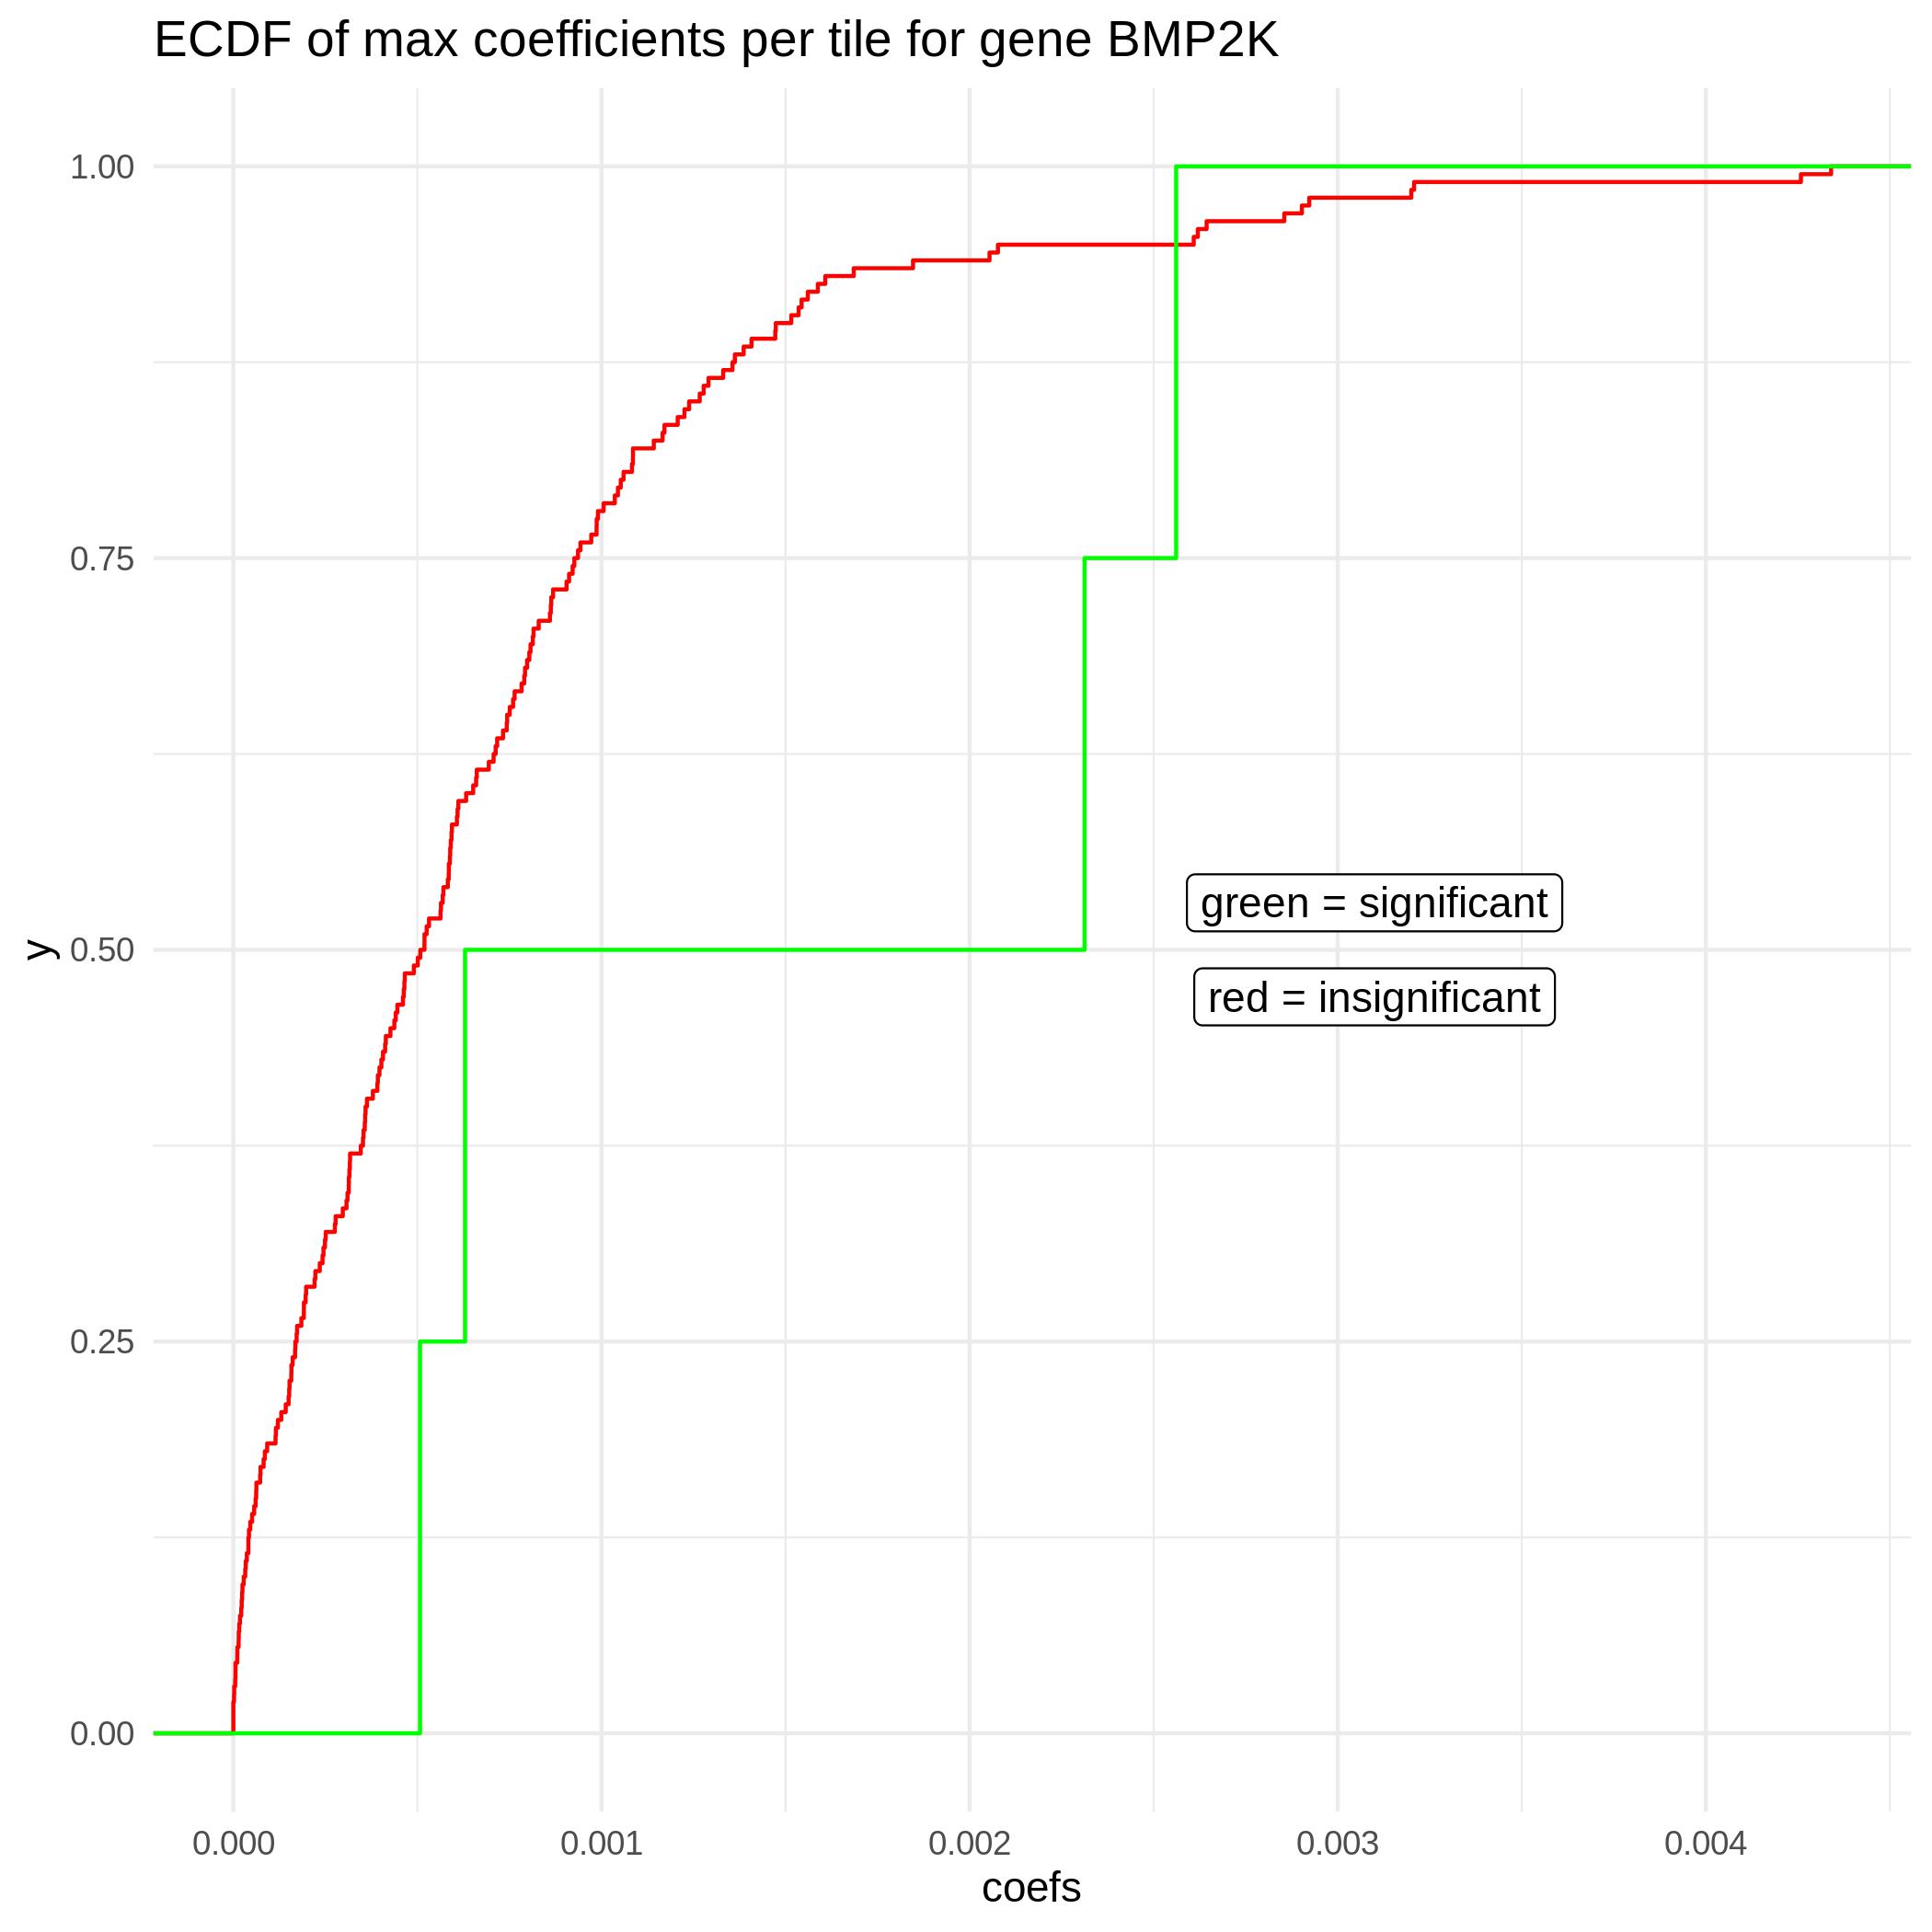 ECDF of max coefficients per tile for gene BMP2K
1.00
0.75
0.50
0.25
0.00
y
green = significant
red = insignificant
0.000 0.001 0.002 0.003 0.004
coefs